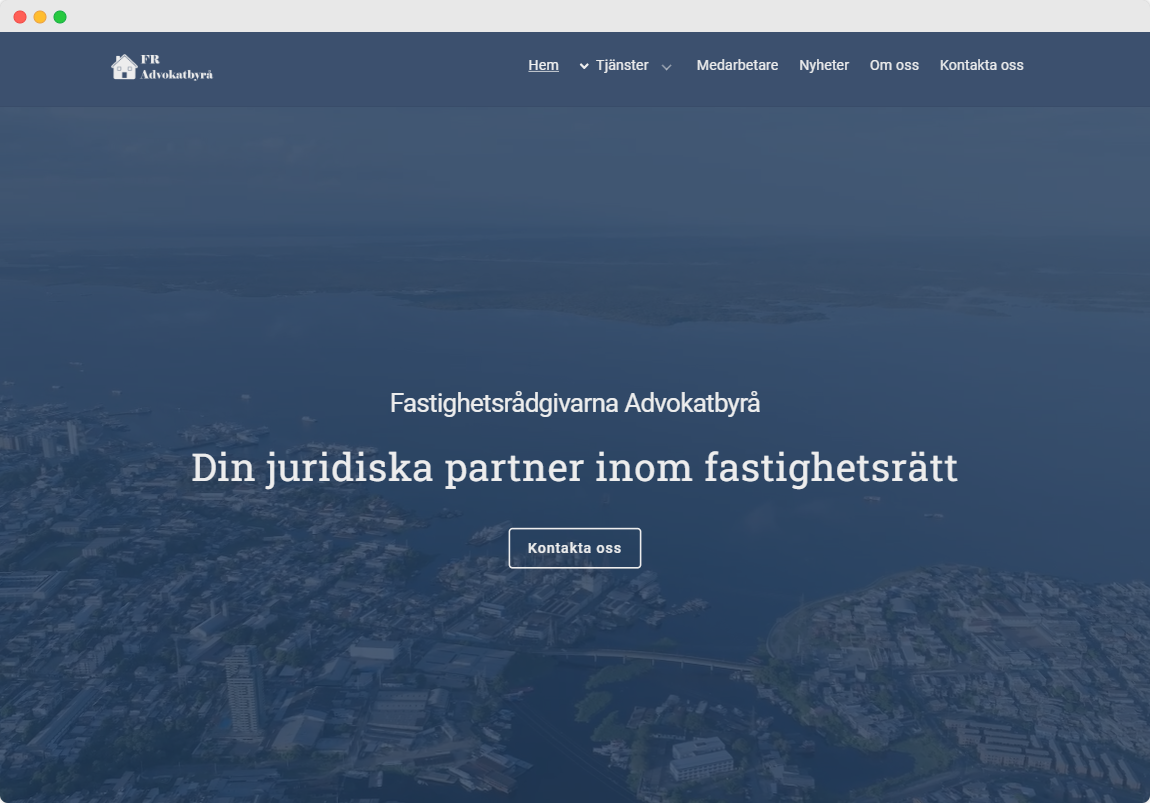 FR
Advokatbyrå
Hem
Tjänster
Medarbetare
Nyheter
Om oss
Kontakta oss
Fastighetsrådgivarna Advokatbyrå
Din juridiska partner inom fastighetsrätt
Kontakta oss